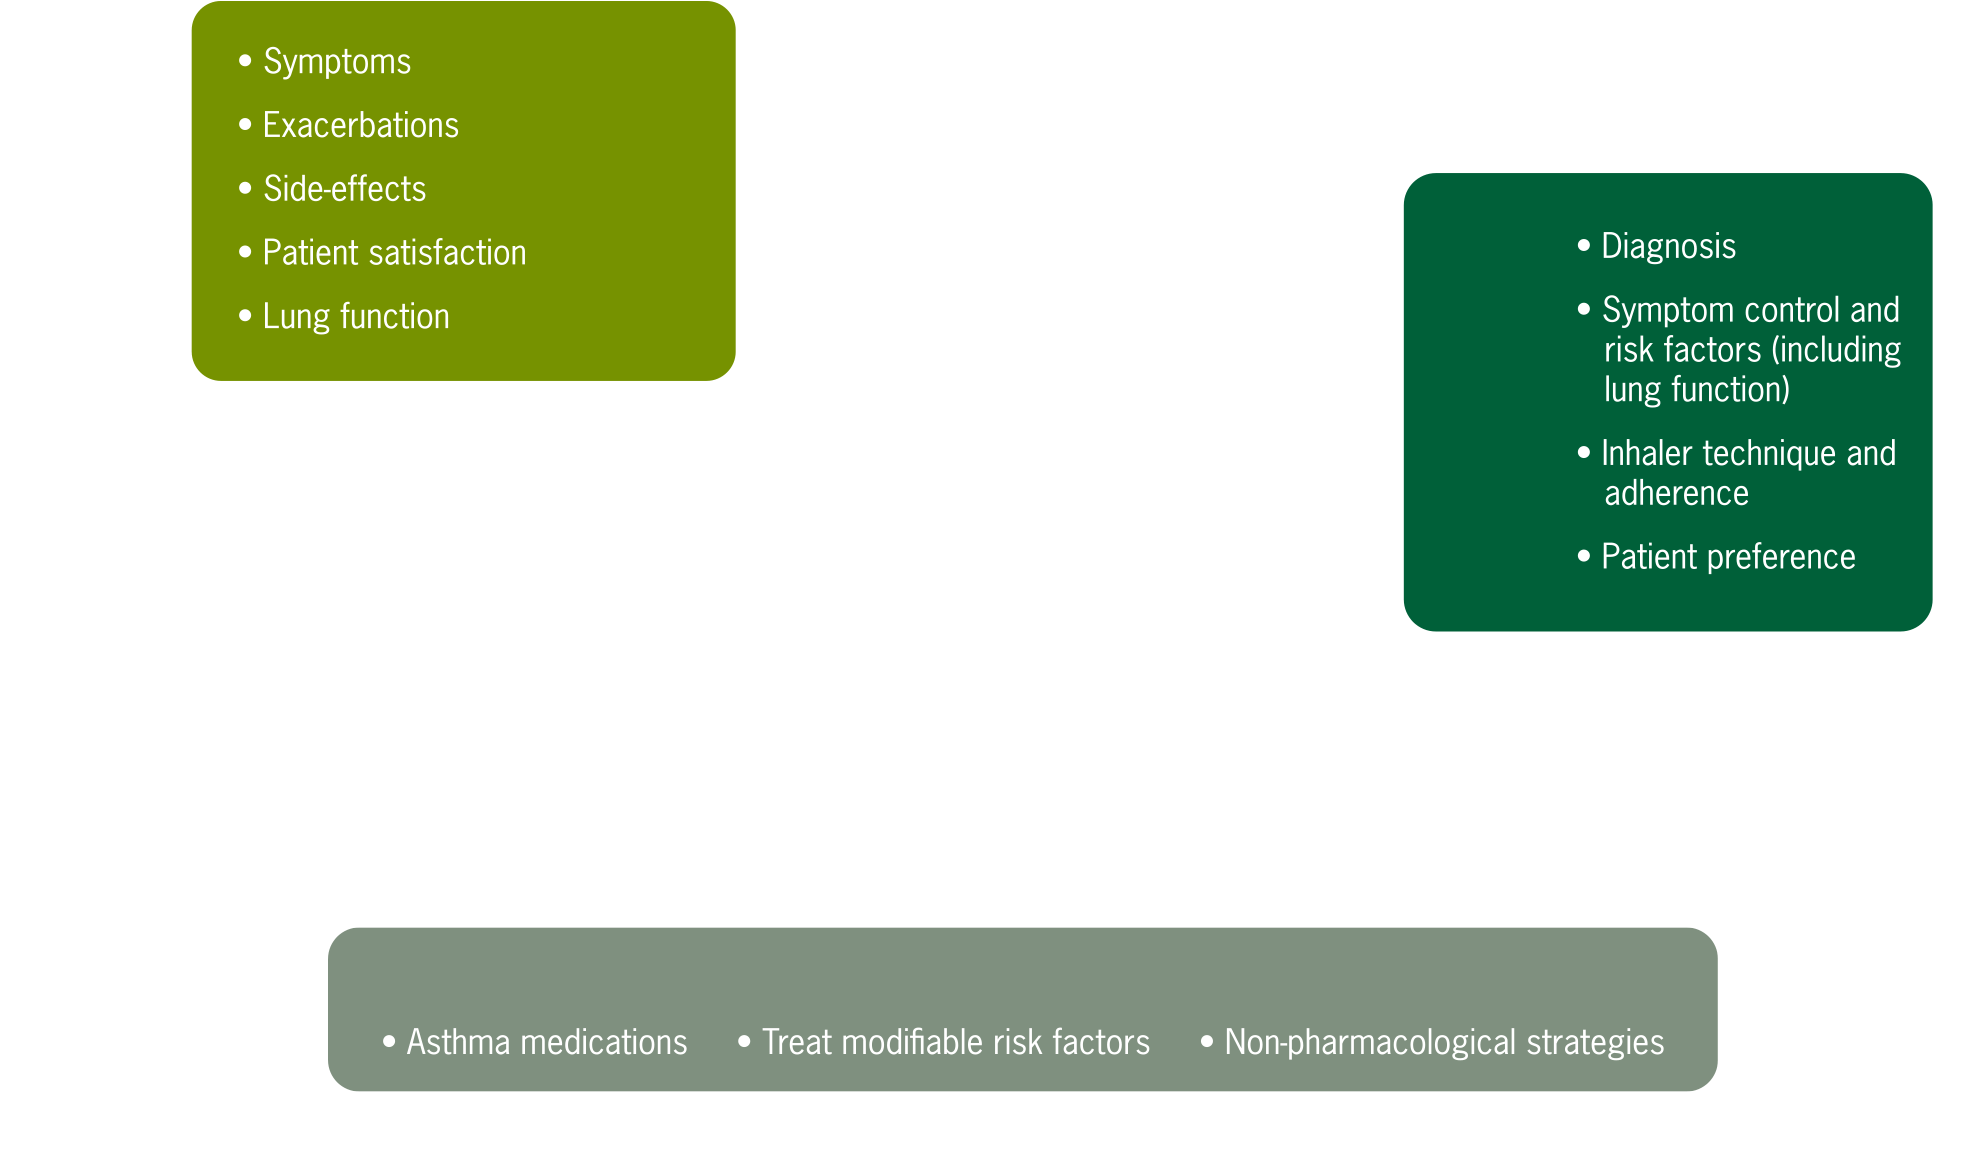 • Symptoms
• Exacerbations
• Side-effects
• Patient satisfaction
• Lung function
• Diagnosis
• Symptom control and
risk factors (including
lung function)
• Inhaler technique and
adherence
• Patient preference
• Asthma medications • Treat modifiable risk factors • Non-pharmacological strategies